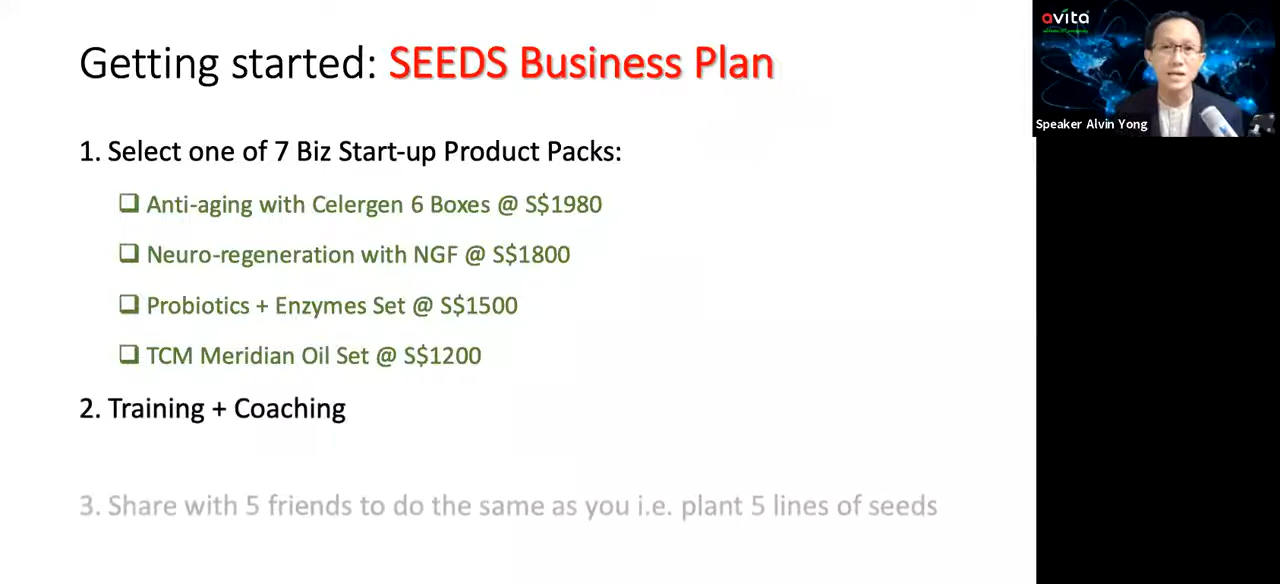 Getting started: SEEDS Business Plan
1. Select one of 7 Biz Start-up Product Packs:
Anti-aging with Celergen 6 Boxes @ S$1980
Neuro-regeneration with NGF @ S$1800
Probiotics + Enzymes Set @ S$1500
TCM Meridian Oil Set @ S$1200
2. Training + Coaching
3. Share with 5 friends to do the same as you i.e. plant 5 lines of seeds
avita
Speaker Alvin Yong